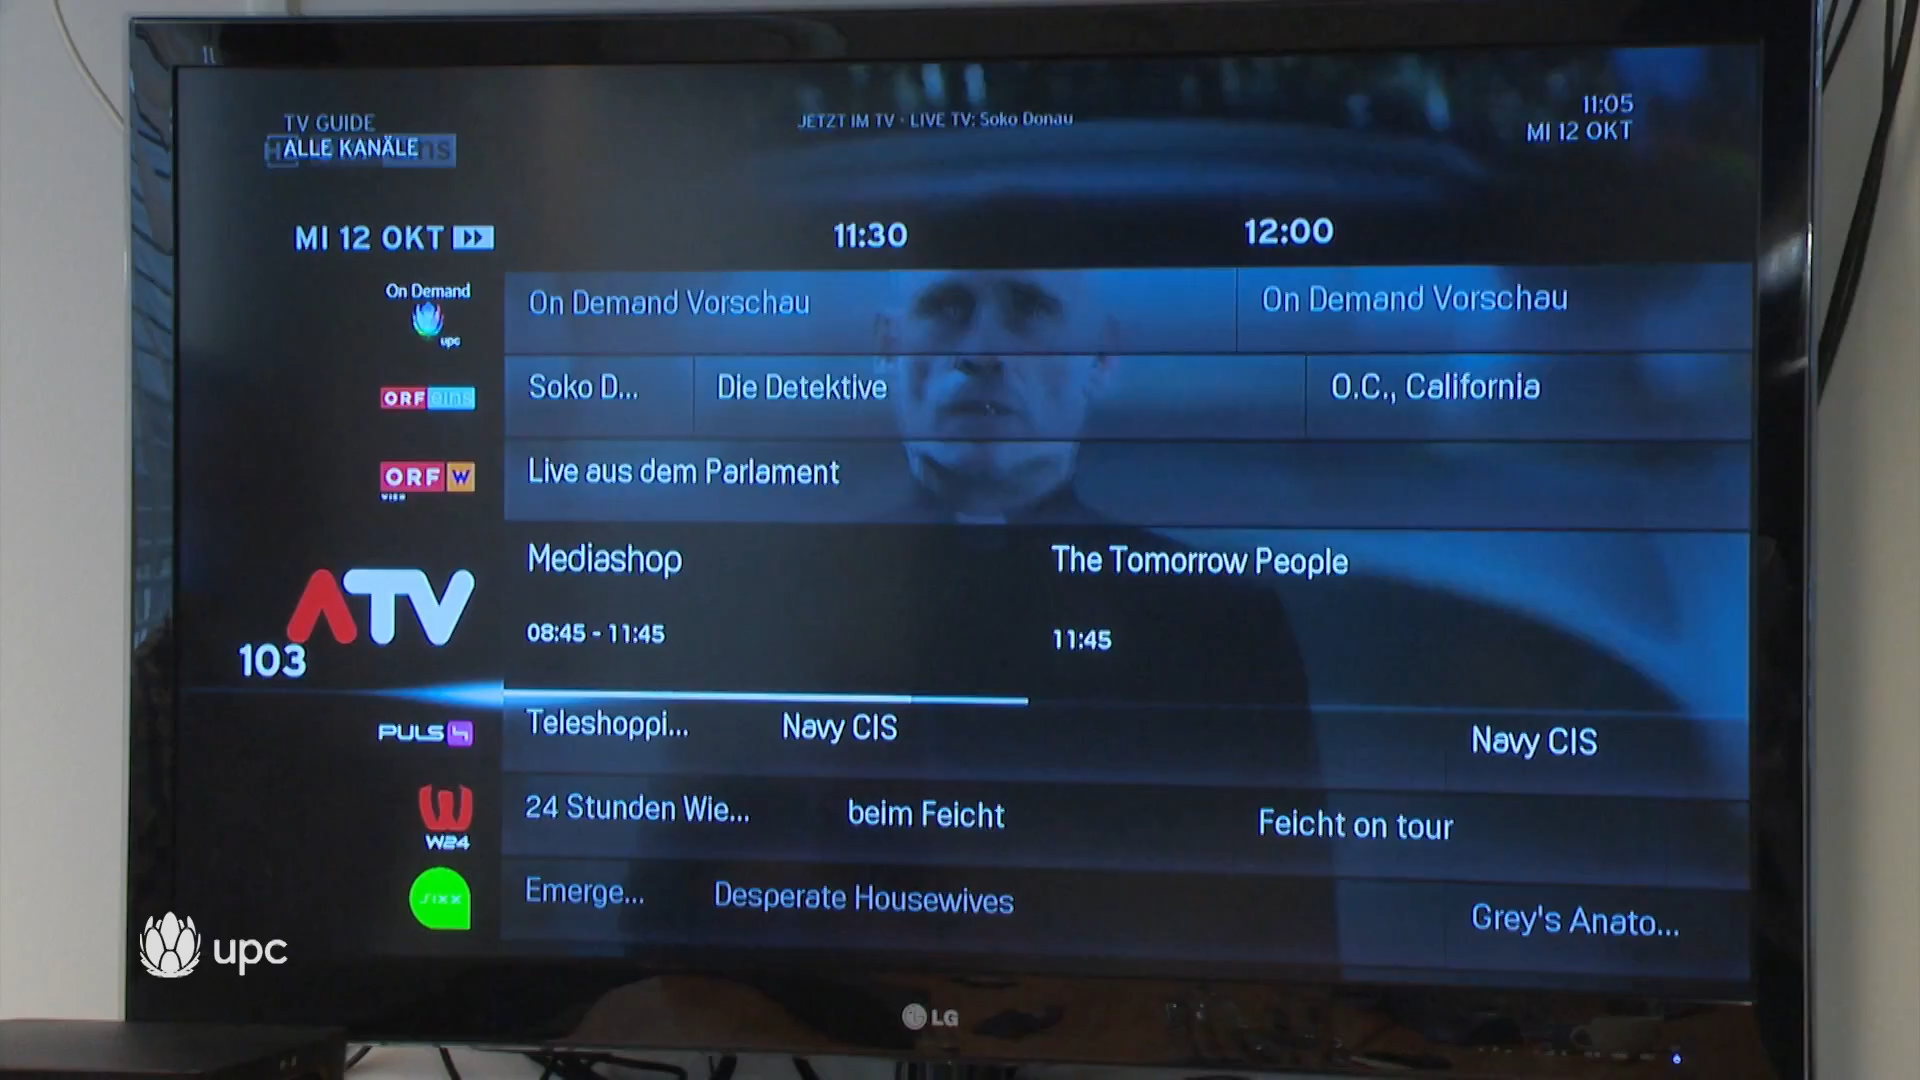 TV GUIDE
ALLE KANÄLE
JETZT IM TV · LIVE TV: Soko Donau
11:05
MI 12 OKT
MI 12 OKT
11:30
12:00
On Demand
upc
On Demand Vorschau
On Demand Vorschau
ORF eins
Soko D...
Die Detektive
O.C., California
ORF W
WIEN
Live aus dem Parlament
ATV
103
Mediashop
08:45 - 11:45
The Tomorrow People
11:45
PULS 4
Teleshoppi...
Navy CIS
Navy CIS
W24
24 Stunden Wie...
beim Feicht
Feicht on tour
sixx
Emerge...
Desperate Housewives
Grey's Anato...
upc
LG